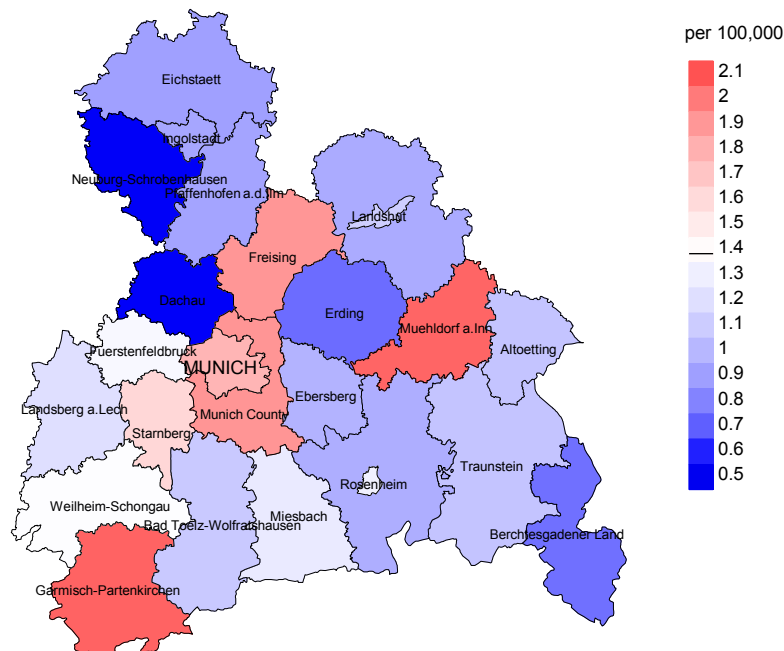 per 100,000
2.1
2
1.9
1.8
1.7
1.6
1.5
1.4
1.3
1.2
1.1
1
0.9
0.8
0.7
0.6
0.5
Eichstaett
Ingolstadt
Neuburg-Schrobenhausen
Pfaffenhofen a.d.Ilm
Landshut
Freising
Dachau
Erding
Muehldorf a.Inn
Altoetting
Fuerstenfeldbruck
MUNICH
Ebersberg
Landsberg a.Lech
Munich County
Starnberg
Traunstein
Rosenheim
Weilheim-Schongau
Miesbach
Bad Toelz-Wolfratshausen
Berchtesgadener Land
Garmisch-Partenkirchen